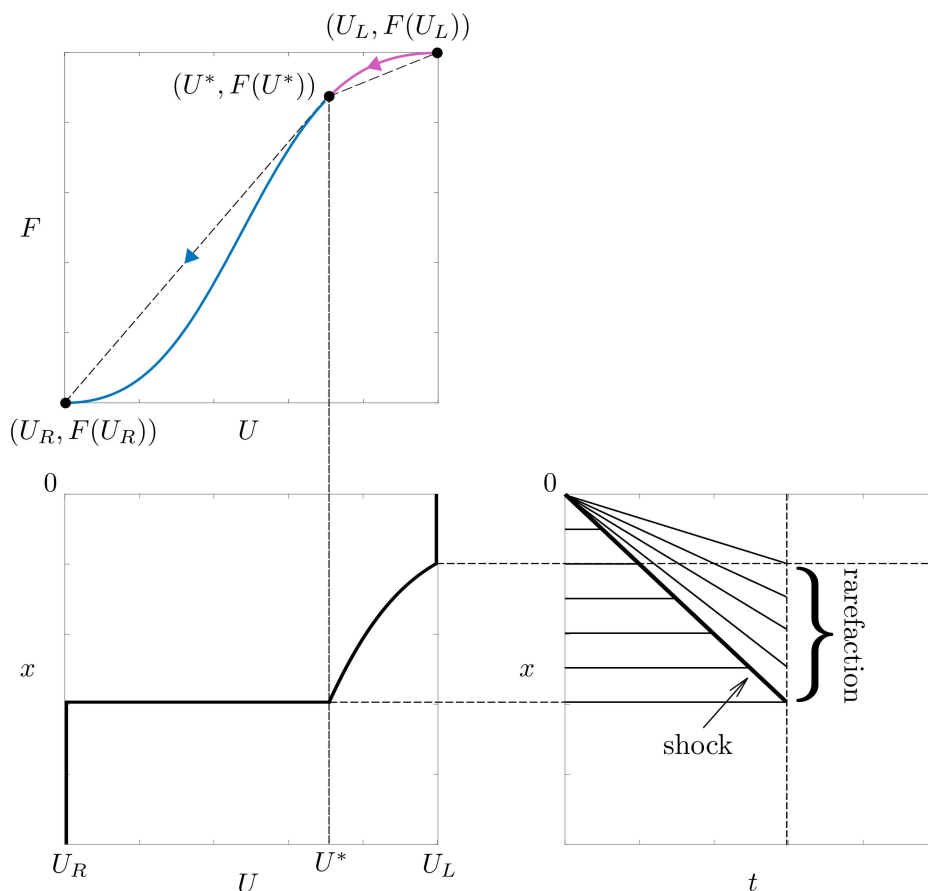 (U_L, F(U_L))
(U*, F(U*))
F
(U_R, F(U_R))
U
0
0
x
x
rarefaction
shock
U_R
U*
U_L
U
t